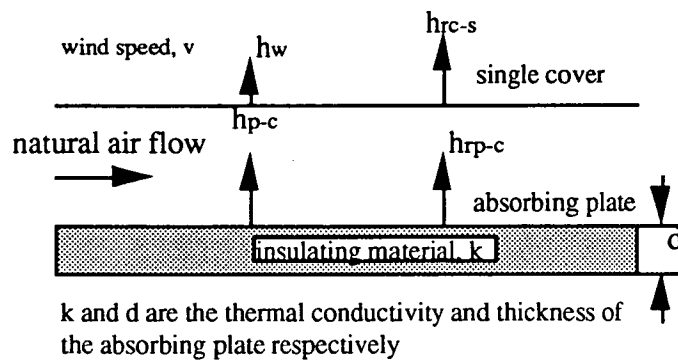 wind speed, v
hw
hrc-s
single cover
hp-c
natural air flow
hrp-c
absorbing plate
insulating material, k
d
k and d are the thermal conductivity and thickness of
the absorbing plate respectively